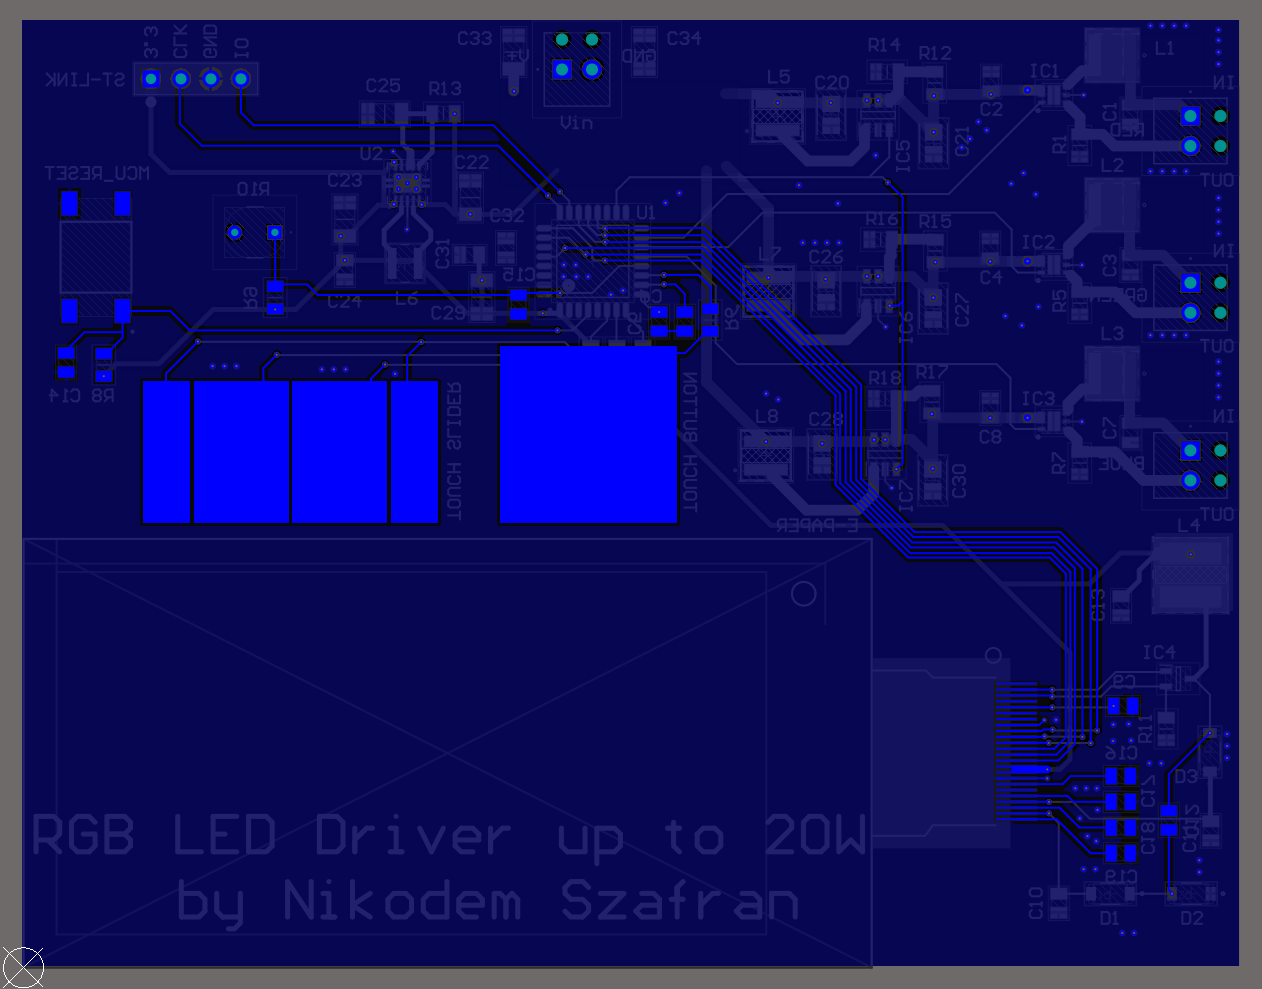 C33
V+
GND
C34
3*3
CLK
GND
IO
ST-LINK
C25
R13
Vin
L5
C20
R14
R12
IC1
C2
L1
IN
C1
RED
R1
IC5
C21
OUT
MCU_RESET
R10
U2
C23
C22
C32
U1
L2
R16
R15
IC2
C4
C3
IN
GREEN
R5
L7
C26
IC6
C27
OUT
C31
C15
L6
C24
C29
R9
L3
R18
R17
IC3
C8
C7
IN
BLUE
R7
L8
C28
IC7
C30
OUT
C14
R8
TOUCH SLIDER
TOUCH BUTTON
E-PAPER
L4
C13
IC4
C9
R11
C16
C17
D3
C18
C12
C19
C10
D1
D2
RGB LED Driver up to 20W
by Nikodem Szafran